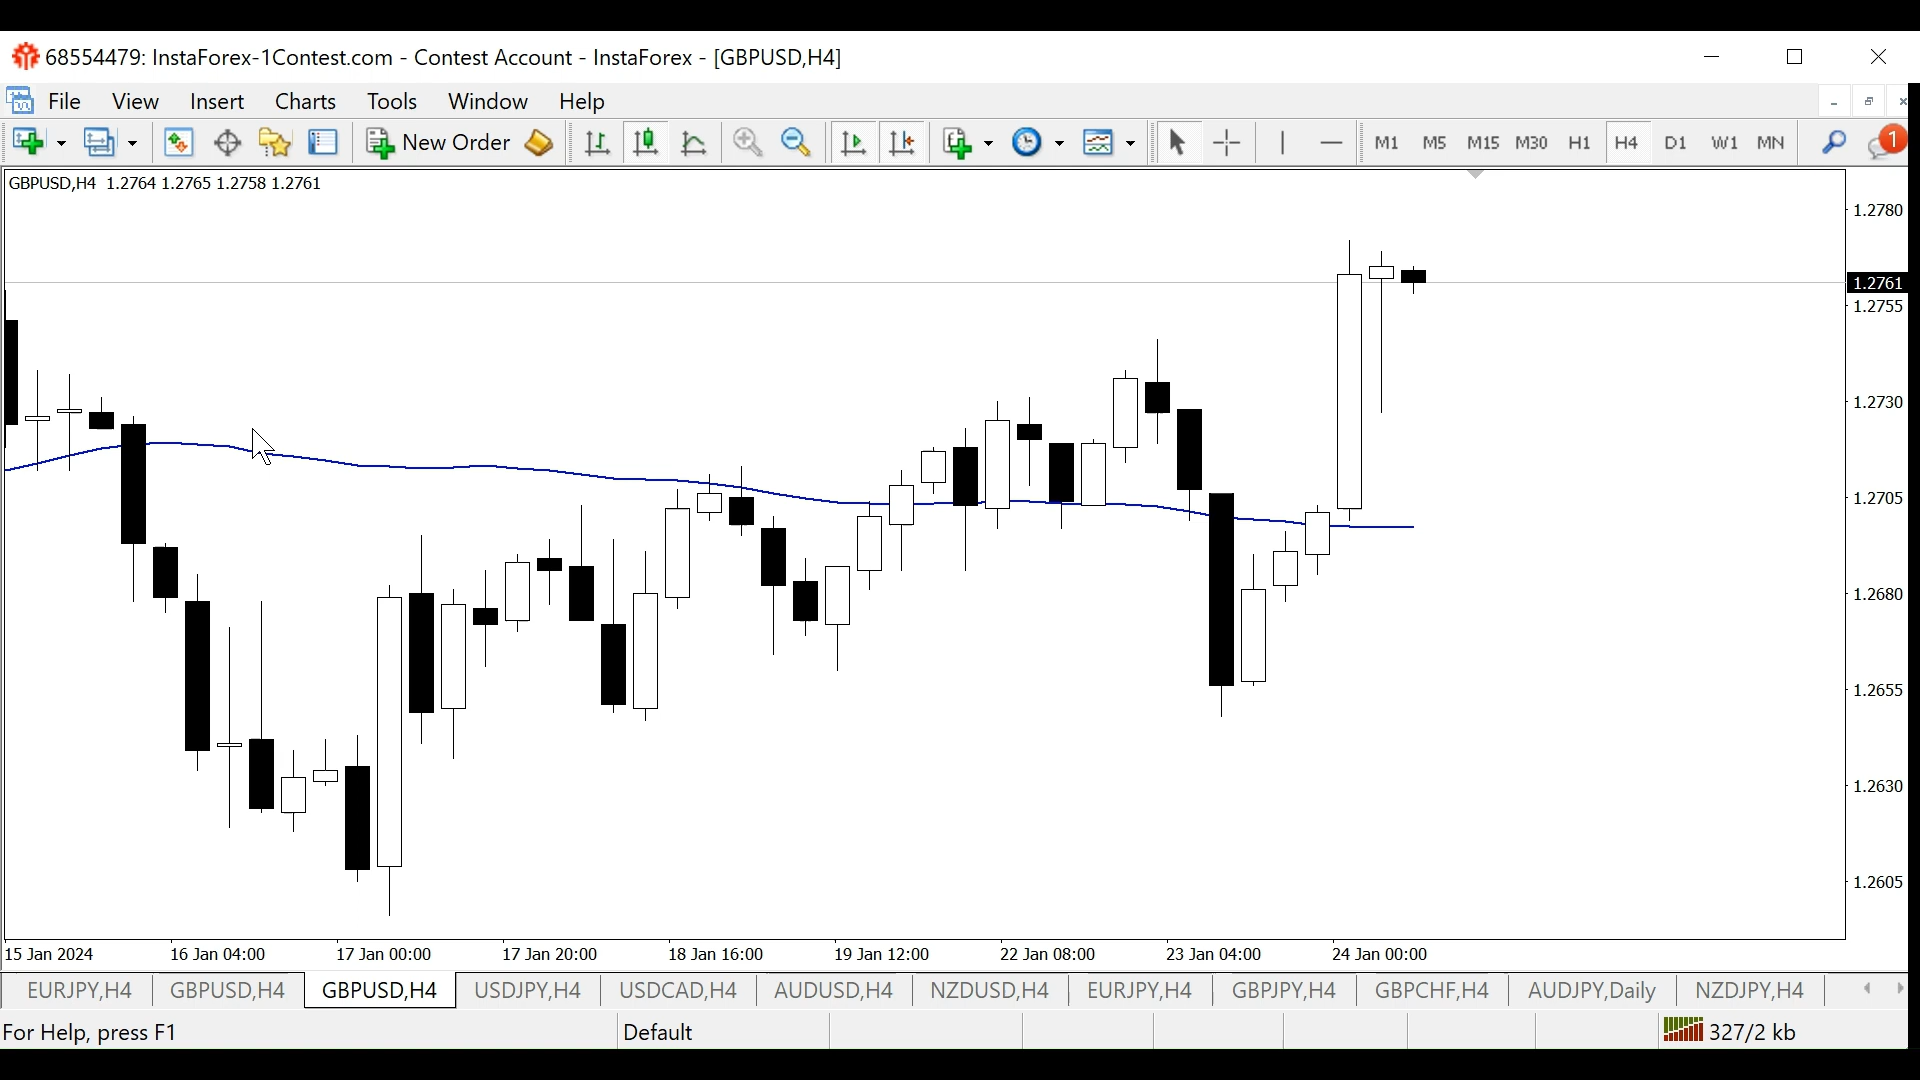 68554479: InstaForex-1Contest.com - Contest Account - InstaForex - [GBPUSD,H4]
File View Insert Charts Tools Window Help
New Order M1 M5 M15 M30 H1 H4 D1 W1 MN 1
GBPUSD,H4 1.2764 1.2765 1.2758 1.2761
1.2780
1.2761
1.2755
1.2730
1.2705
1.2680
1.2655
1.2630
1.2605
15 Jan 2024 16 Jan 04:00 17 Jan 00:00 17 Jan 20:00 18 Jan 16:00 19 Jan 12:00 22 Jan 08:00 23 Jan 04:00 24 Jan 00:00
EURJPY,H4 GBPUSD,H4 GBPUSD,H4 USDJPY,H4 USDCAD,H4 AUDUSD,H4 NZDUSD,H4 EURJPY,H4 GBPJPY,H4 GBPCHF,H4 AUDJPY,Daily NZDJPY,H4
For Help, press F1 Default 327/2 kb